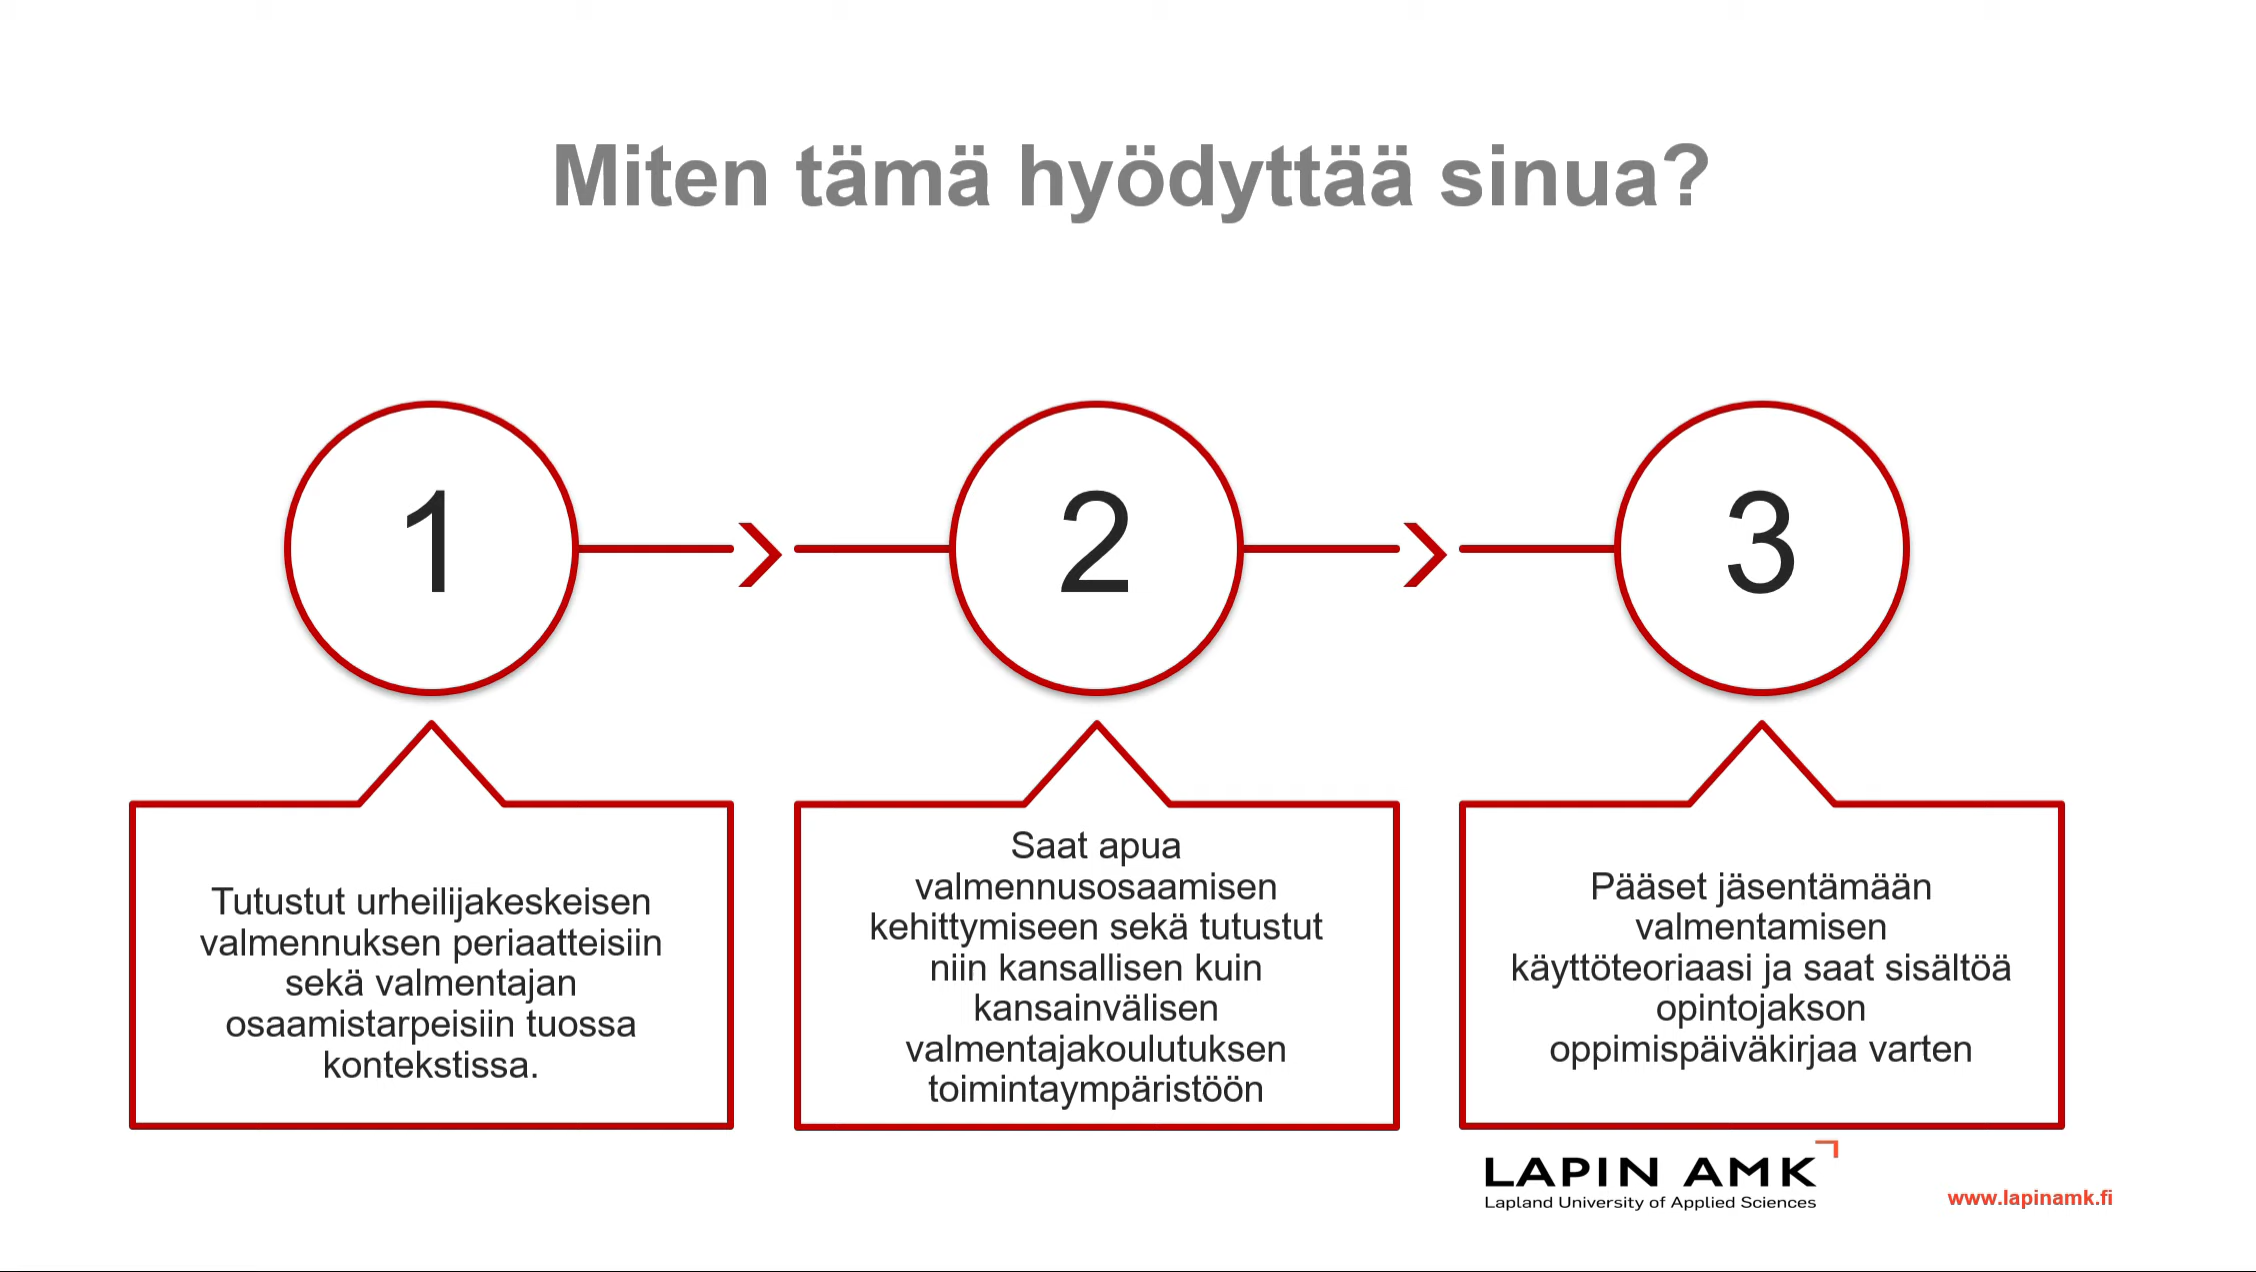 Miten tämä hyödyttää sinua?
1
2
3
Tutustut urheilijakeskeisen
valmennuksen periaatteisiin
sekä valmentajan
osaamistarpeisiin tuossa
kontekstissa.
Saat apua
valmennusosaamisen
kehittymiseen sekä tutustut
niin kansallisen kuin
kansainvälisen
valmentajakoulutuksen
toimintaympäristöön
Pääset jäsentämään
valmentamisen
käyttöteoriaasi ja saat sisältöä
opintojakson
oppimispäiväkirjaa varten
LAPIN AMK
Lapland University of Applied Sciences
www.lapinamk.fi